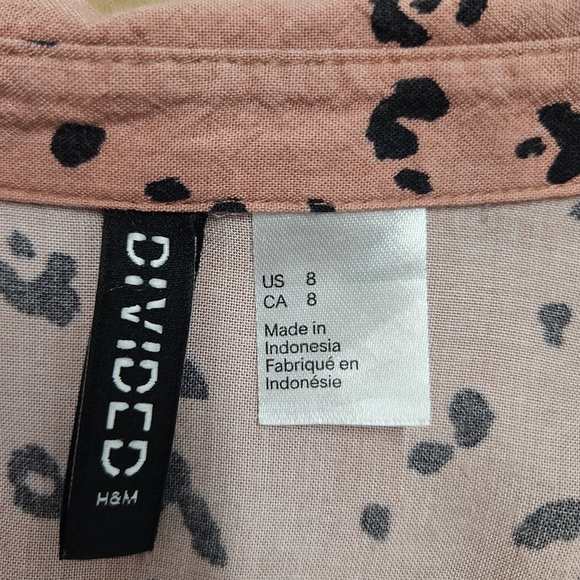 DIVIDED
H&M
US 8
CA 8
Made in
Indonesia
Fabriqué en
Indonésie